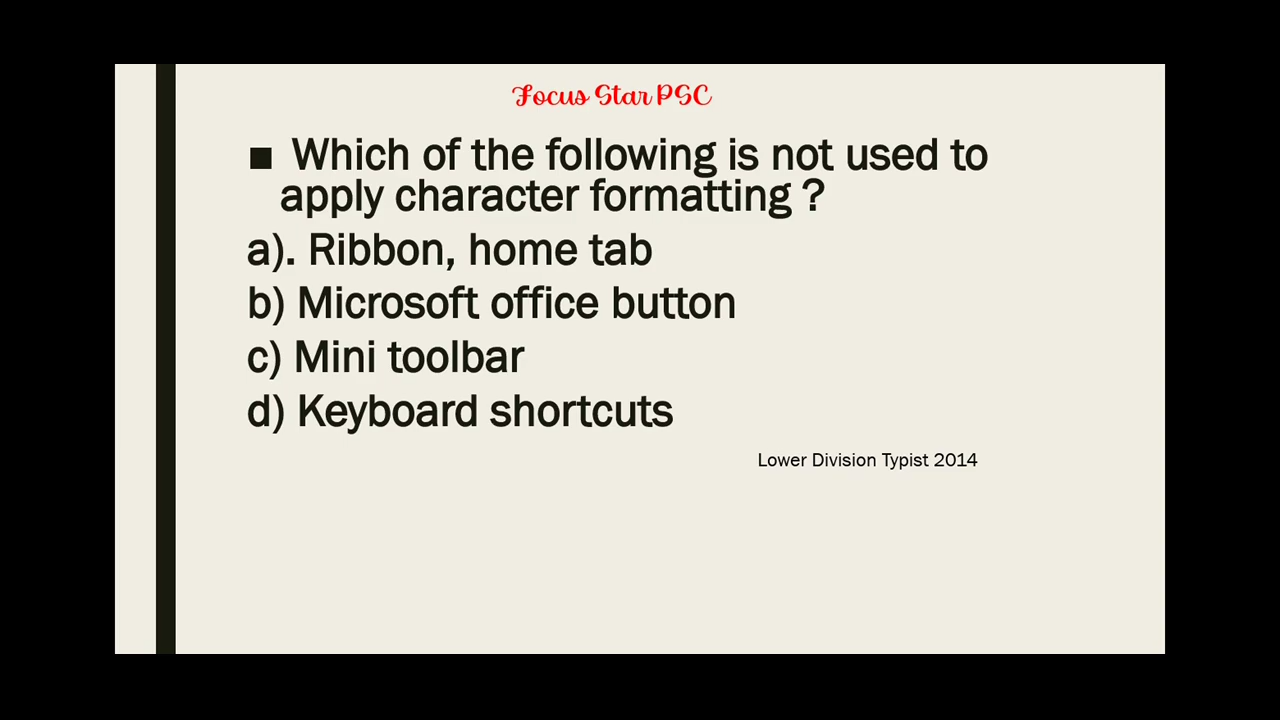 Focus Star PSC
■ Which of the following is not used to
apply character formatting ?
a). Ribbon, home tab
b) Microsoft office button
c) Mini toolbar
d) Keyboard shortcuts
Lower Division Typist 2014